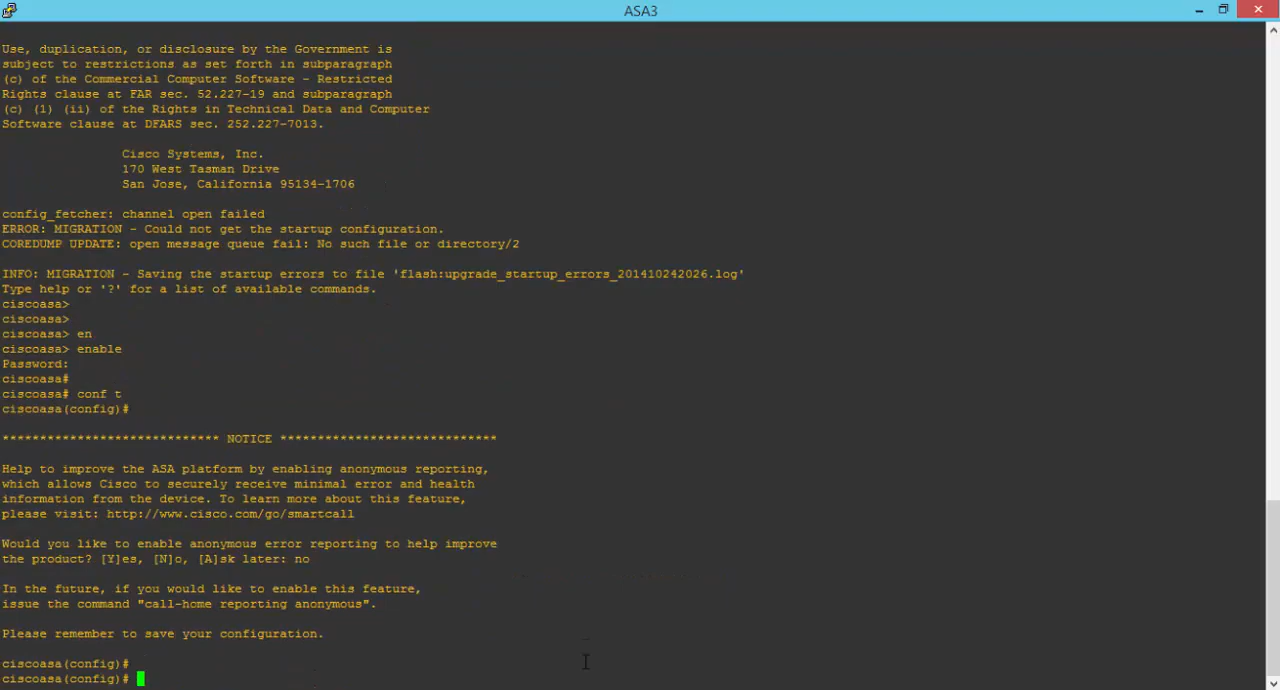 ASA3
Use, duplication, or disclosure by the Government is
subject to restrictions as set forth in subparagraph
(c) of the Commercial Computer Software - Restricted
Rights clause at FAR sec. 52.227-19 and subparagraph
(c) (1) (ii) of the Rights in Technical Data and Computer
Software clause at DFARS sec. 252.227-7013.
Cisco Systems, Inc.
170 West Tasman Drive
San Jose, California 95134-1706
config_fetcher: channel open failed
ERROR: MIGRATION - Could not get the startup configuration.
COREDUMP UPDATE: open message queue fail: No such file or directory/2
INFO: MIGRATION - Saving the startup errors to file 'flash:upgrade_startup_errors_201410242026.log'
Type help or '?' for a list of available commands.
ciscoasa>
ciscoasa>
ciscoasa> en
ciscoasa> enable
Password:
ciscoasa#
ciscoasa# conf t
ciscoasa(config)#
***************************** NOTICE *****************************
Help to improve the ASA platform by enabling anonymous reporting,
which allows Cisco to securely receive minimal error and health
information from the device. To learn more about this feature,
please visit: http://www.cisco.com/go/smartcall
Would you like to enable anonymous error reporting to help improve
the product? [Y]es, [N]o, [A]sk later: no
In the future, if you would like to enable this feature,
issue the command "call-home reporting anonymous".
Please remember to save your configuration.
ciscoasa(config)#
ciscoasa(config)#